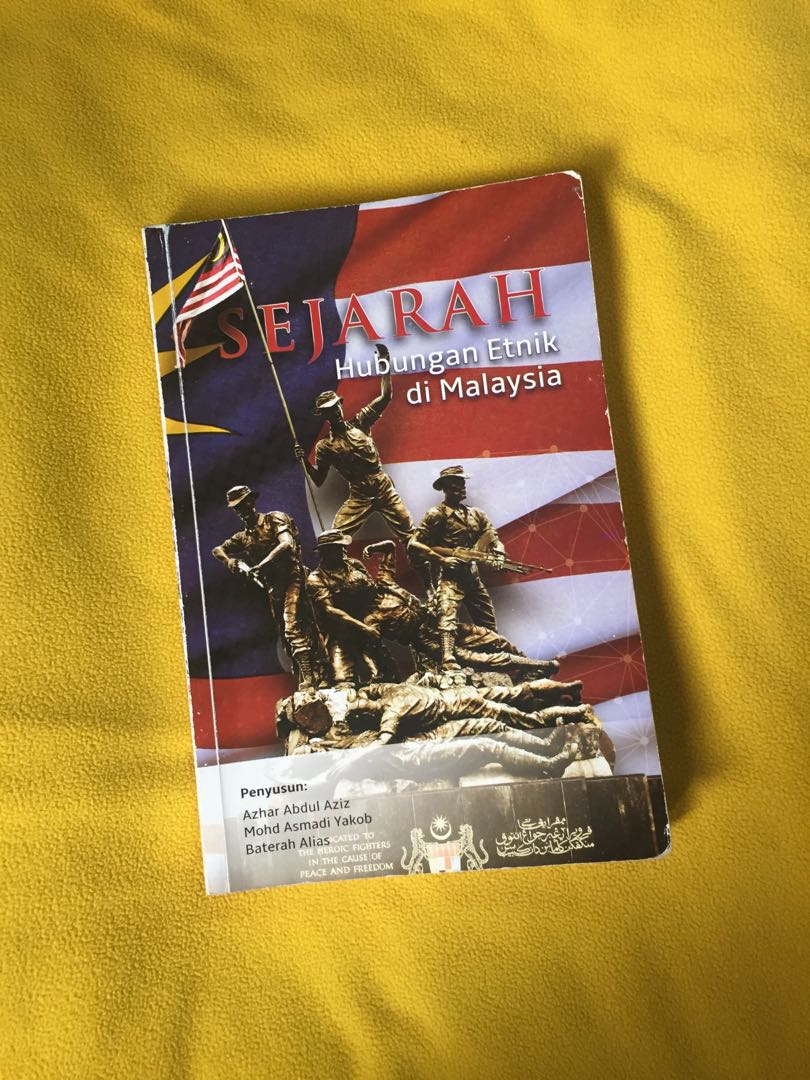 SEJARAH
Hubungan Etnik
di Malaysia
Penyusun:
Azhar Abdul Aziz
Mohd Asmadi Yakob
Baterah Alias
TO
THE HEROIC FIGHTERS
IN THE CAUSE OF
PEACE AND FREEDOM